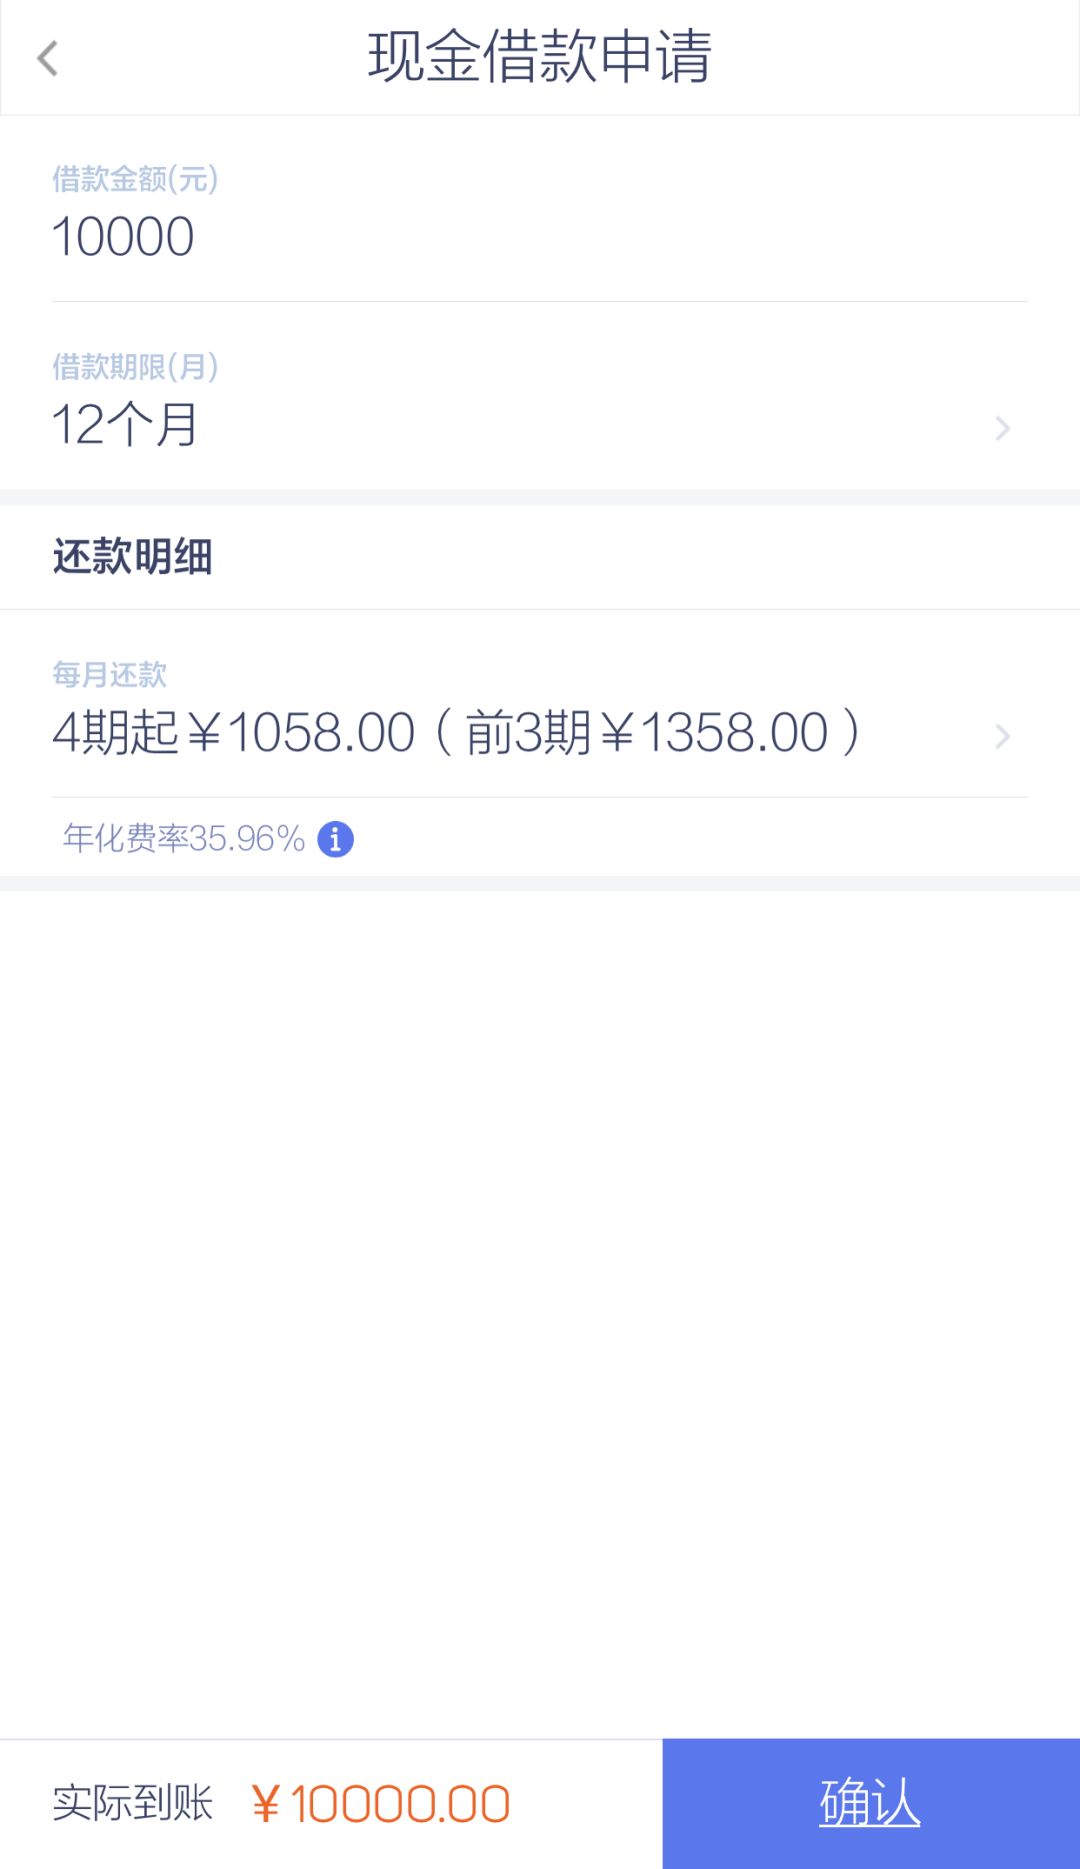 现金借款申请
借款金额(元)
10000
借款期限(月)
12个月
还款明细
每月还款
4期起￥1058.00（前3期￥1358.00）
年化费率35.96%
实际到账 ￥10000.00
确认